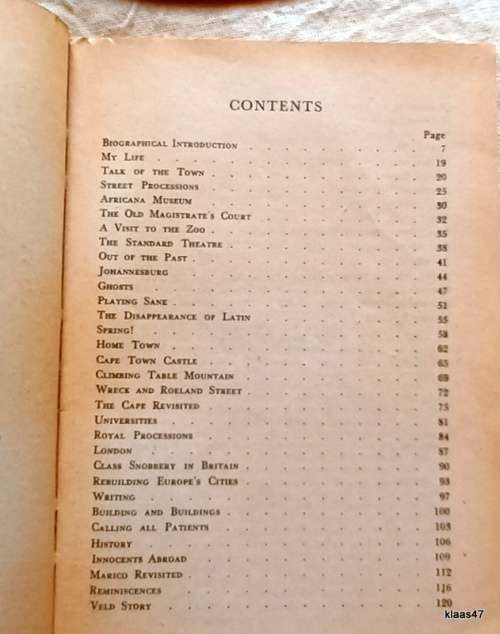 CONTENTS
Page
BIOGRAPHICAL INTRODUCTION 7
MY LIFE 19
TALK OF THE TOWN 20
STREET PROCESSIONS 25
AFRICANA MUSEUM 30
THE OLD MAGISTRATE'S COURT 32
A VISIT TO THE ZOO 35
THE STANDARD THEATRE 38
OUT OF THE PAST 41
JOHANNESBURG 44
GHOSTS 47
PLAYING SANE 51
THE DISAPPEARANCE OF LATIN 55
SPRING! 58
HOME TOWN 62
CAPE TOWN CASTLE 65
CLIMBING TABLE MOUNTAIN 69
WRECK AND ROELAND STREET 72
THE CAPE REVISITED 75
UNIVERSITIES 81
ROYAL PROCESSIONS 84
LONDON 87
CLASS SNOBBERY IN BRITAIN 90
REBUILDING EUROPE'S CITIES 93
WRITING 97
BUILDING AND BUILDINGS 100
CALLING ALL PATIENTS 103
HISTORY 106
INNOCENTS ABROAD 109
MARICO REVISITED 112
REMINISCENCES 116
VELD STORY 120
klaas47